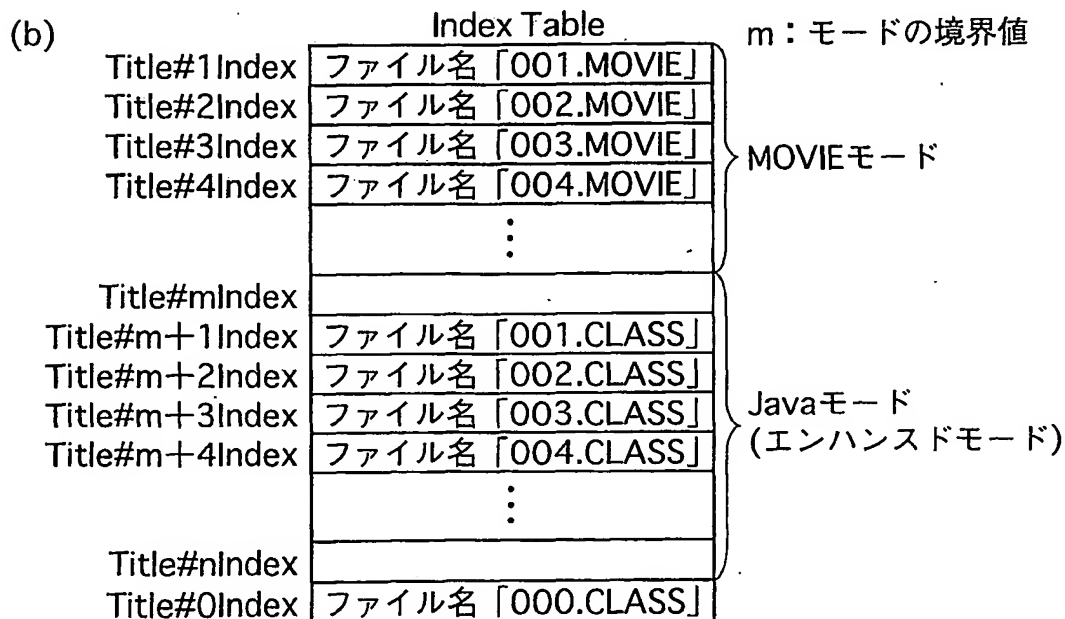 (b)
Index Table
m：モードの境界値
Title#1Index ファイル名「001.MOVIE」
Title#2Index ファイル名「002.MOVIE」
Title#3Index ファイル名「003.MOVIE」
MOVIEモード
Title#4Index ファイル名「004.MOVIE」
⋮
Title#mIndex
Title#m+1Index ファイル名「001.CLASS」
Title#m+2Index ファイル名「002.CLASS」
Title#m+3Index ファイル名「003.CLASS」
Javaモード
(エンハンスドモード)
Title#m+4Index ファイル名「004.CLASS」
⋮
Title#nIndex
Title#0Index ファイル名「000.CLASS」